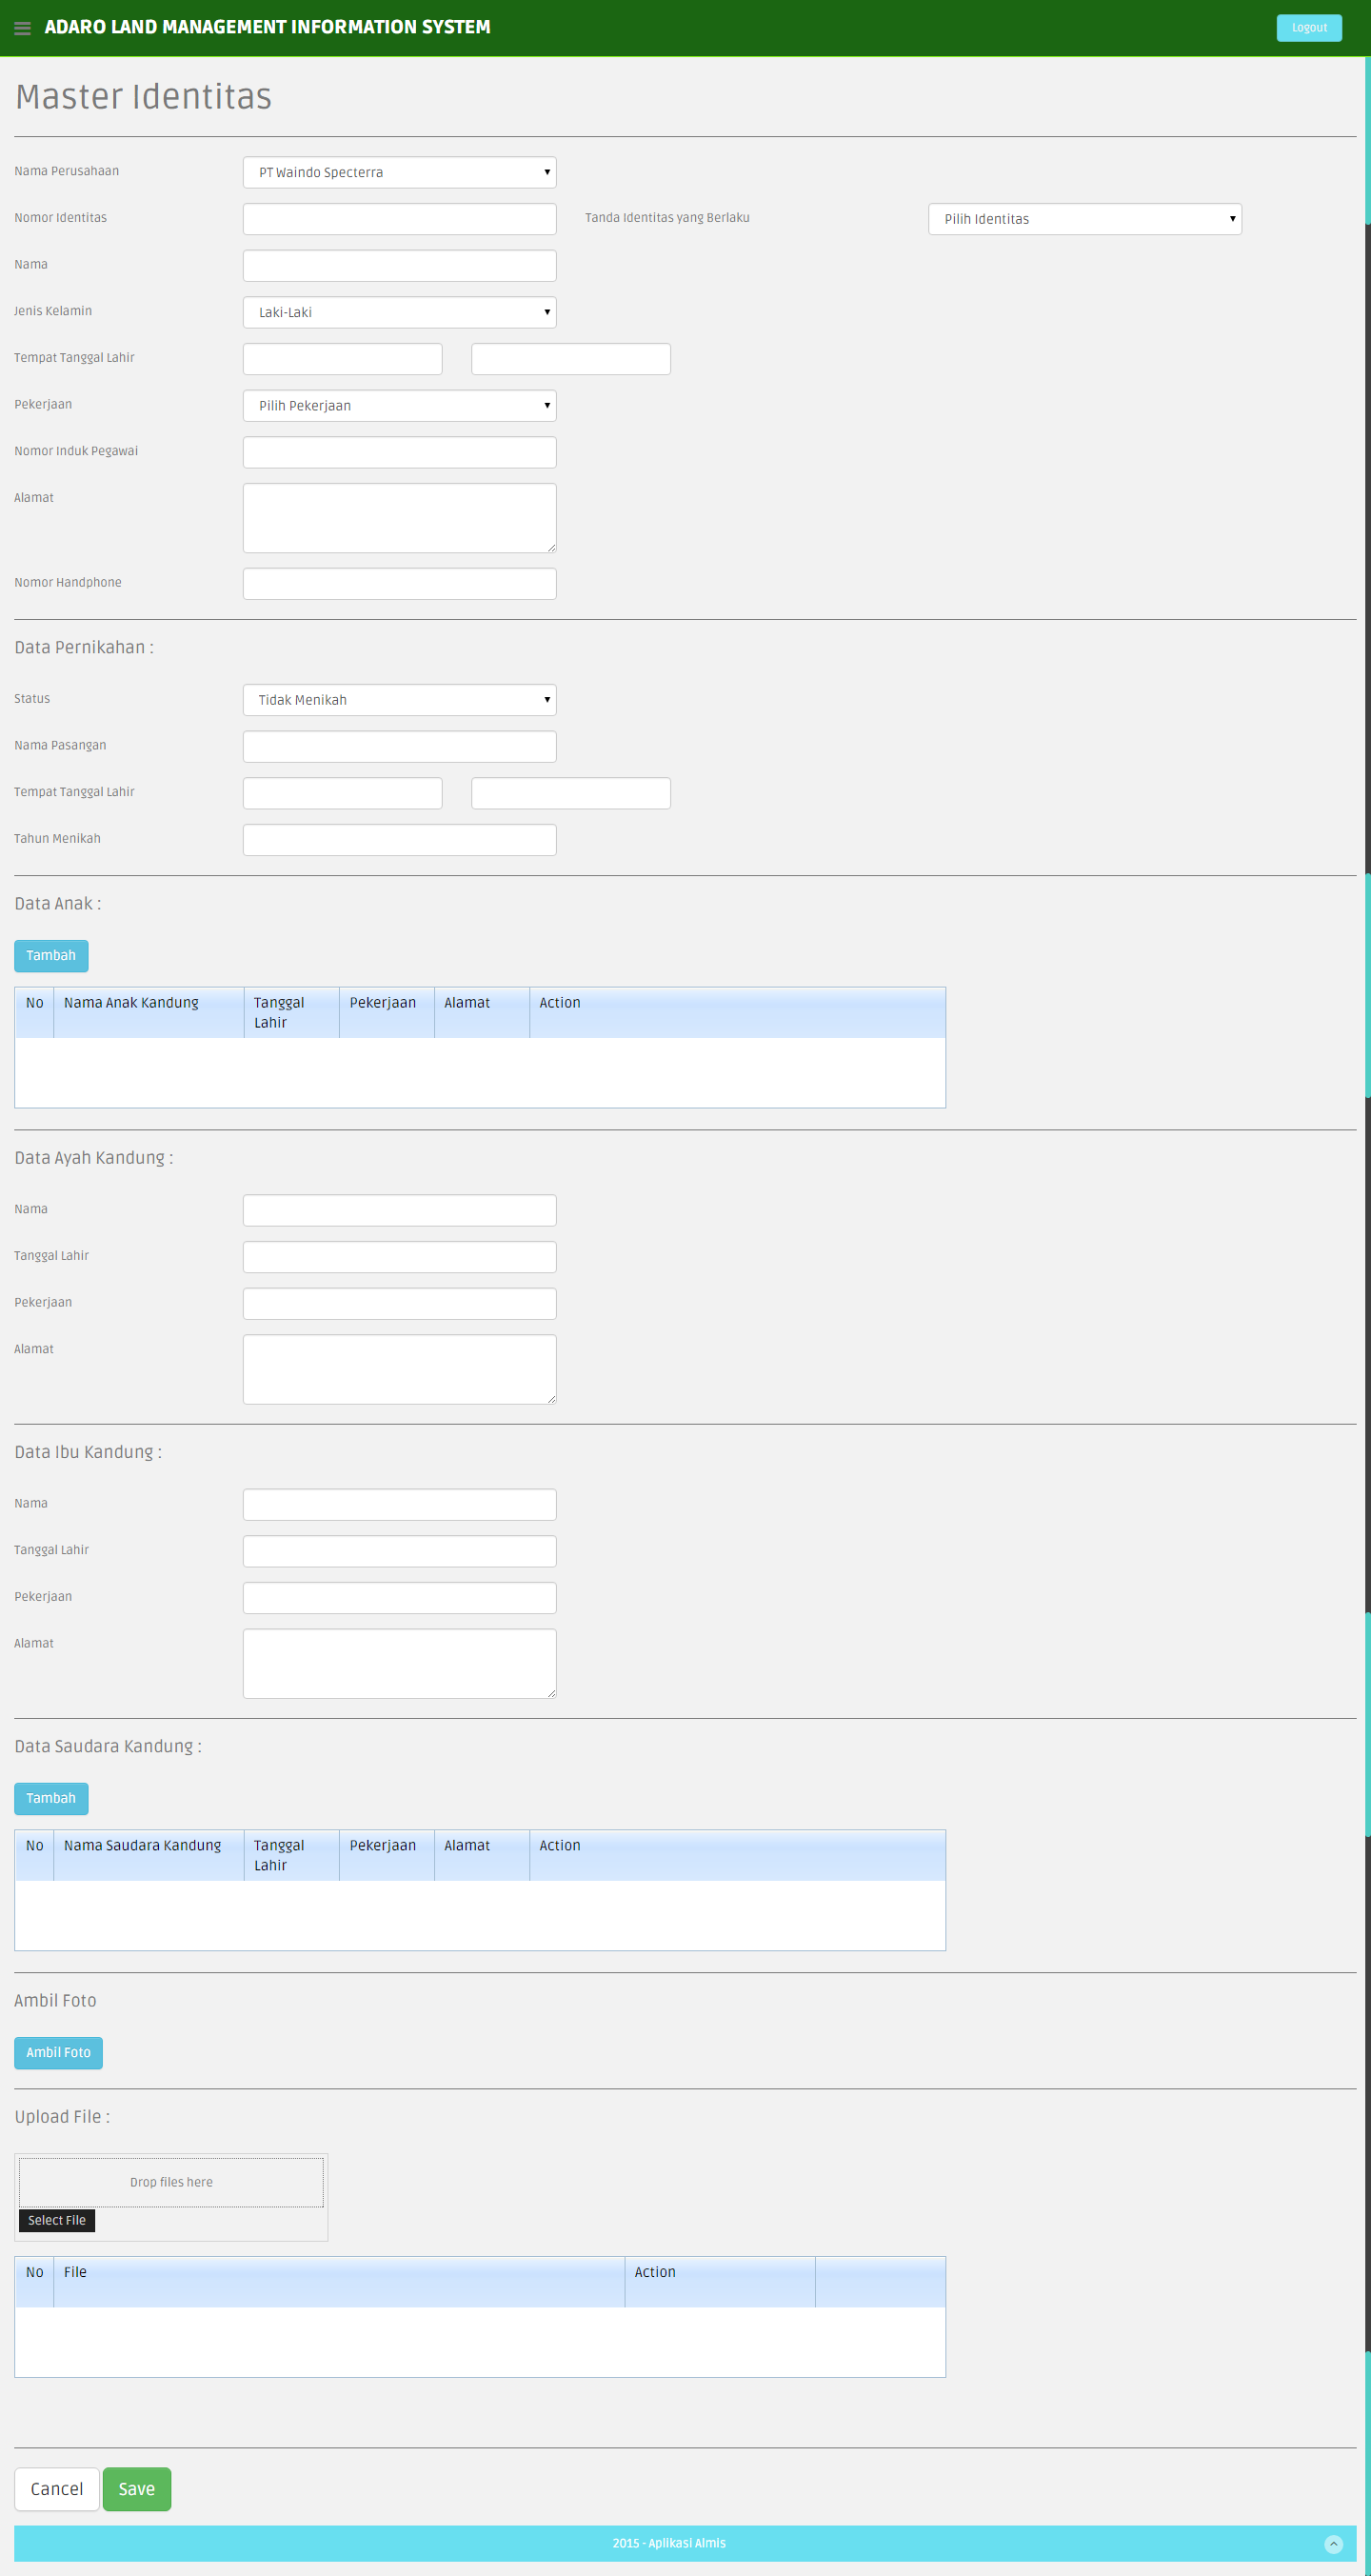 ADARO LAND MANAGEMENT INFORMATION SYSTEM
Logout
Master Identitas
Nama Perusahaan
PT Waindo Specterra
Nomor Identitas
Tanda Identitas yang Berlaku
Pilih Identitas
Nama
Jenis Kelamin
Laki-Laki
Tempat Tanggal Lahir
Pekerjaan
Pilih Pekerjaan
Nomor Induk Pegawai
Alamat
Nomor Handphone
Data Pernikahan :
Status
Tidak Menikah
Nama Pasangan
Tempat Tanggal Lahir
Tahun Menikah
Data Anak :
Tambah
No
Nama Anak Kandung
Tanggal
Lahir
Pekerjaan
Alamat
Action
Data Ayah Kandung :
Nama
Tanggal Lahir
Pekerjaan
Alamat
Data Ibu Kandung :
Nama
Tanggal Lahir
Pekerjaan
Alamat
Data Saudara Kandung :
Tambah
No
Nama Saudara Kandung
Tanggal
Lahir
Pekerjaan
Alamat
Action
Ambil Foto
Ambil Foto
Upload File :
Drop files here
Select File
No
File
Action
Cancel
Save
2015 - Aplikasi Almis